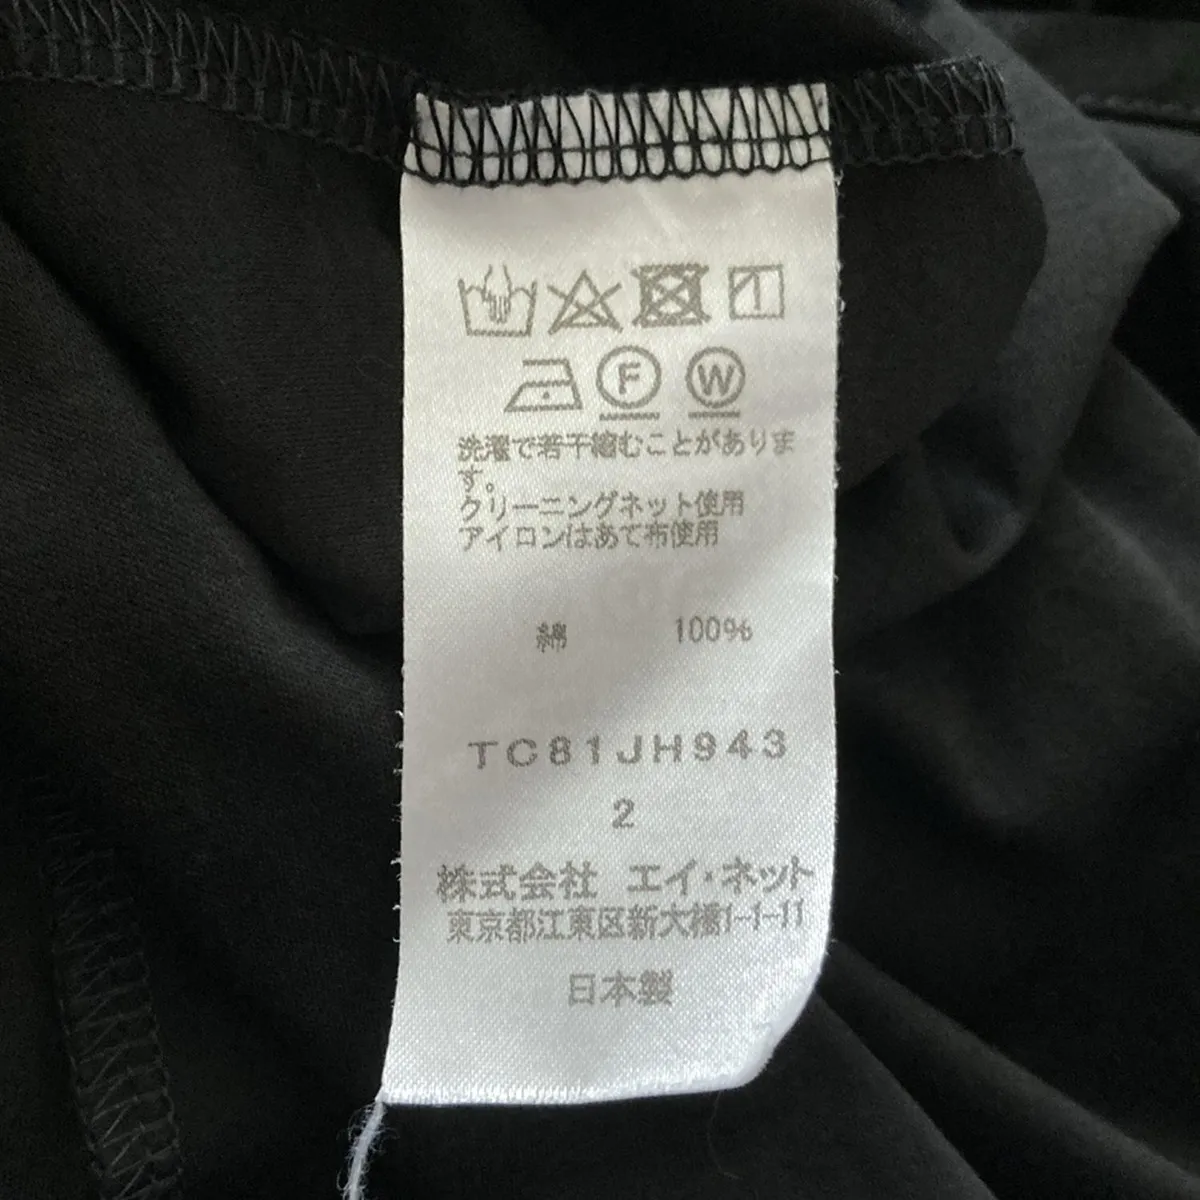 F W
洗濯で若干縮むことがありま
す。
クリーニングネット使用
アイロンはあて布使用
綿 100%
TC81JH943
2
株式会社 エイ・ネット
東京都江東区新大橋1-1-11
日本製